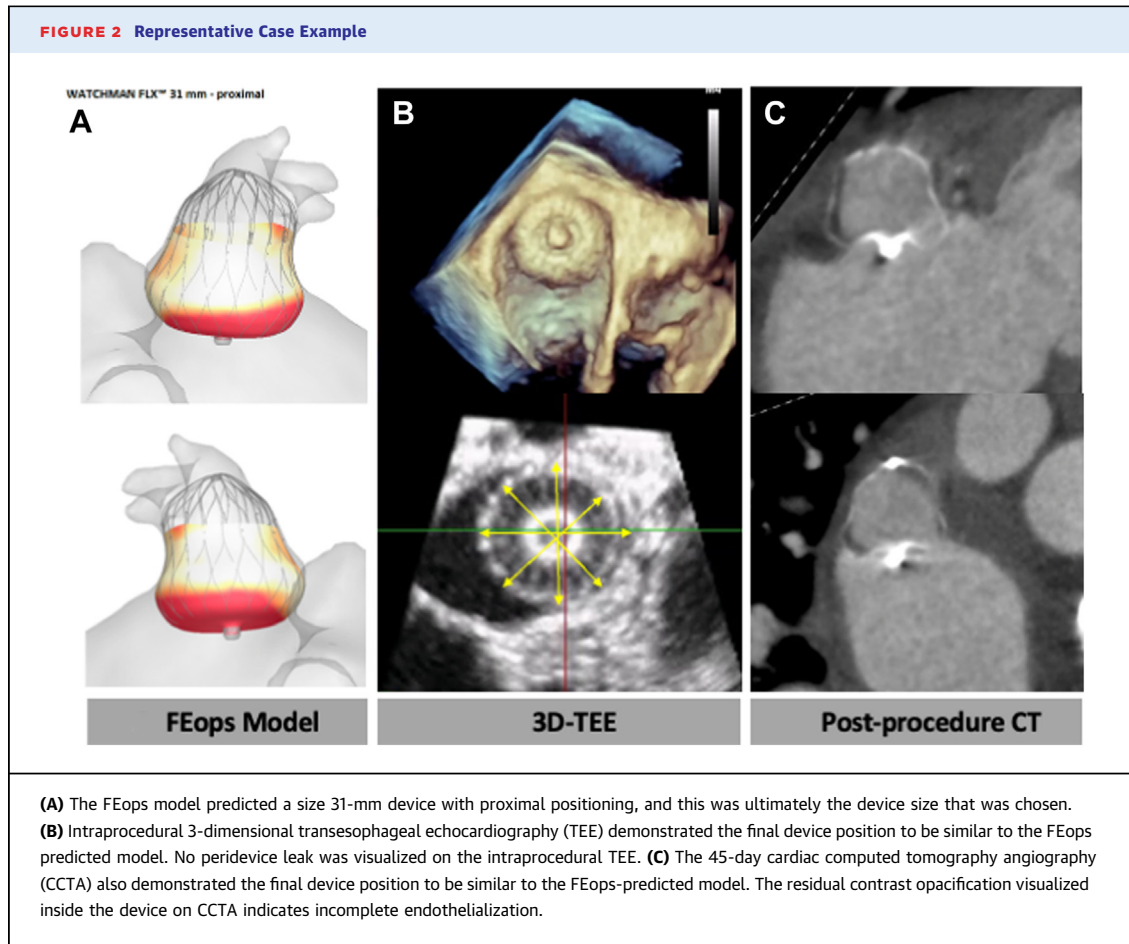 FIGURE 2 Representative Case Example
WATCHMAN FLX™ 31 mm - proximal
A
B
C
FEops Model
3D-TEE
Post-procedure CT
(A) The FEops model predicted a size 31-mm device with proximal positioning, and this was ultimately the device size that was chosen.
(B) Intraprocedural 3-dimensional transesophageal echocardiography (TEE) demonstrated the final device position to be similar to the FEops
predicted model. No peridevice leak was visualized on the intraprocedural TEE. (C) The 45-day cardiac computed tomography angiography
(CCTA) also demonstrated the final device position to be similar to the FEops-predicted model. The residual contrast opacification visualized
inside the device on CCTA indicates incomplete endothelialization.